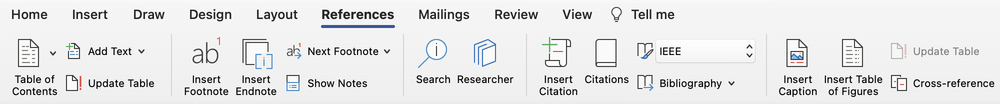 Home Insert Draw Design Layout References Mailings Review View Tell me
Table of
Contents
Add Text
Update Table
ab1
Insert
Footnote
[i]
Insert
Endnote
ab1
Next Footnote
Show Notes
i
Search
Researcher
Insert
Citation
Citations
IEEE
Bibliography
Insert
Caption
Insert Table
of Figures
! Update Table
Cross-reference